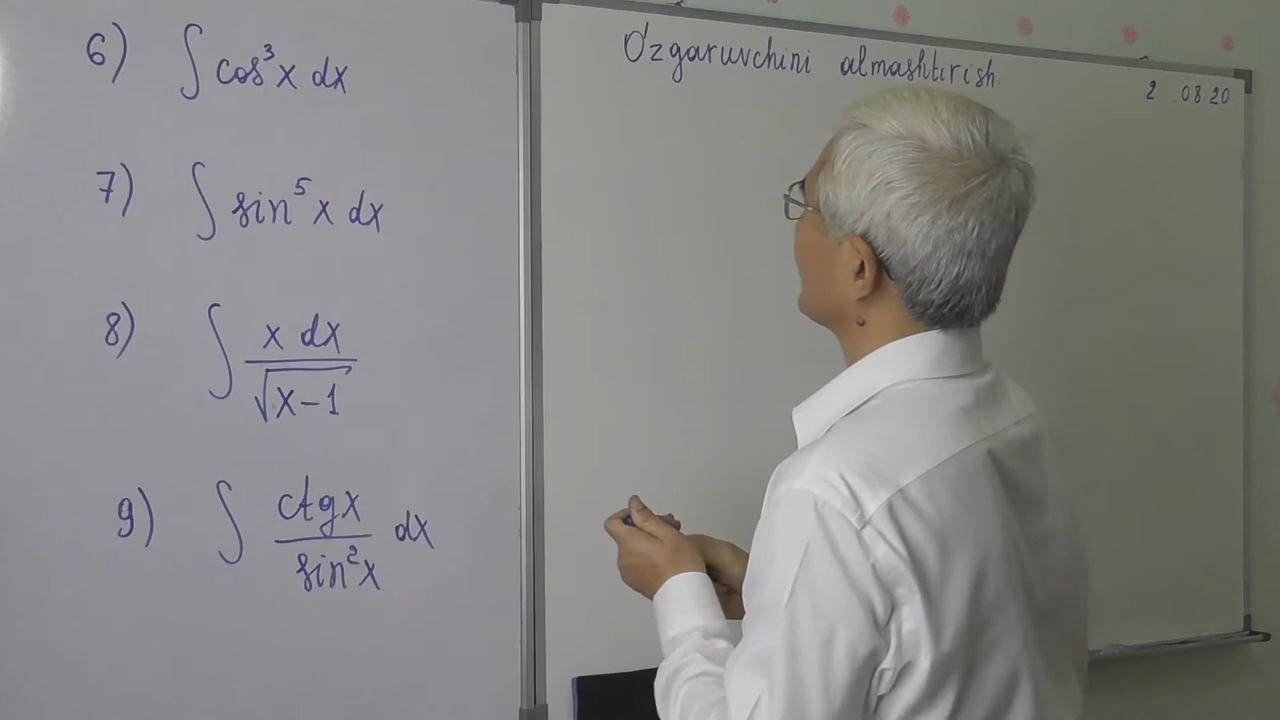 6) ∫ cos³x dx
7) ∫ sin⁵x dx
8) ∫ x dx / √(x−1)
9) ∫ ctgx / sin²x dx
O'zgaruvchini almashtirish
2 08 20